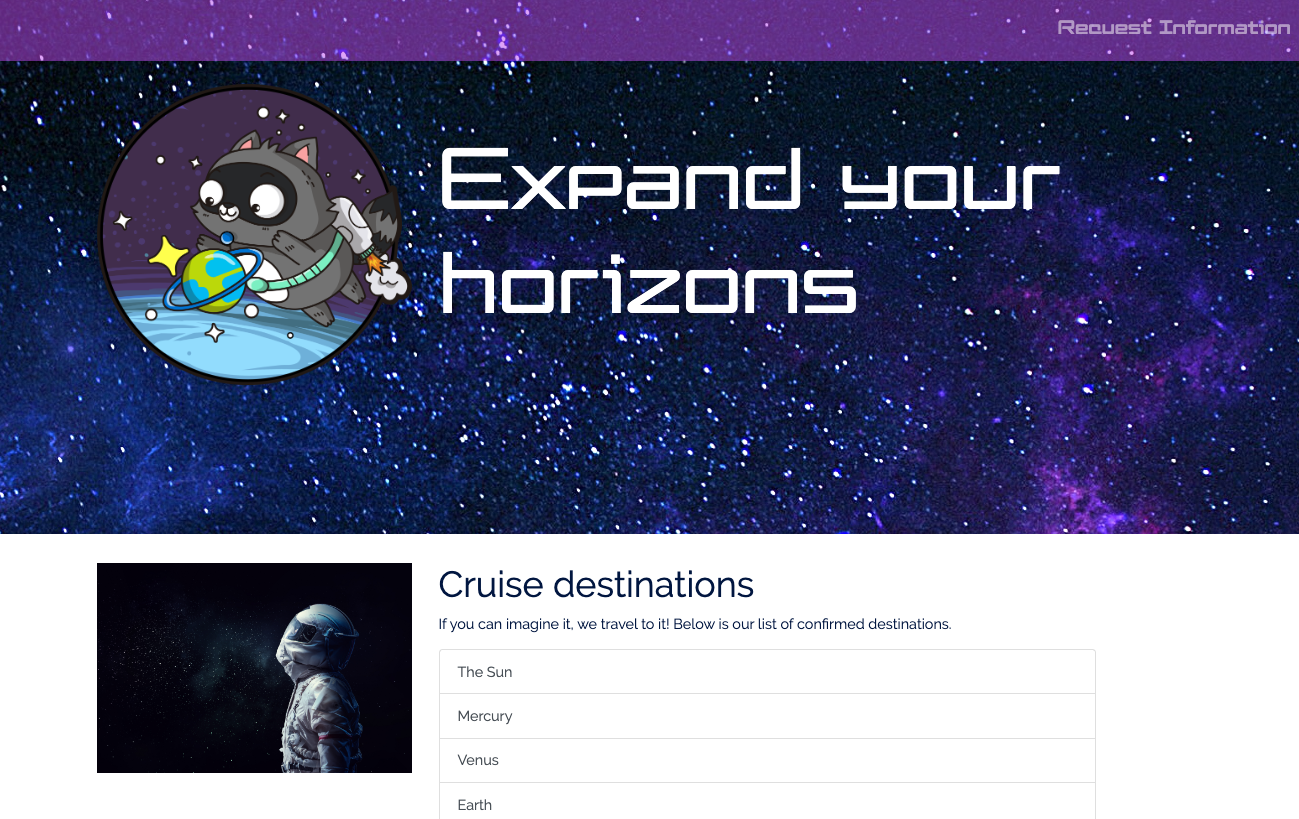 Request Information
Expand your
horizons
Cruise destinations
If you can imagine it, we travel to it! Below is our list of confirmed destinations.
The Sun
Mercury
Venus
Earth